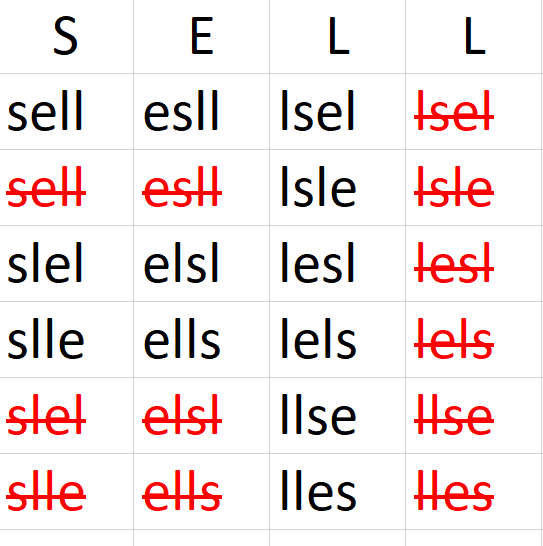 S E L L
sell esll lsel lsel
sell esll lsle lsle
slel elsl lesl lesl
slle ells lels lels
slel elsl llse llse
slle ells lles lles